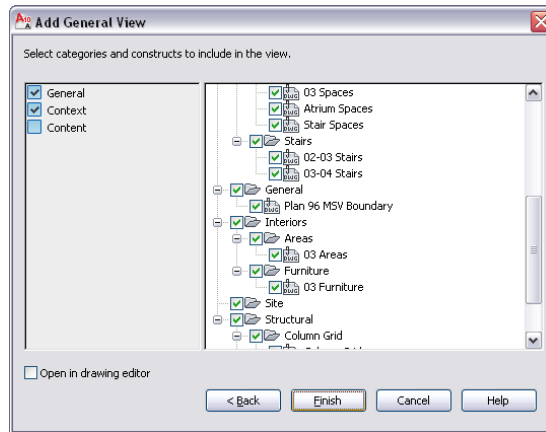 Add General View
Select categories and constructs to include in the view.
General
Context
Content
03 Spaces
Atrium Spaces
Stair Spaces
Stairs
02-03 Stairs
03-04 Stairs
General
Plan 96 MSV Boundary
Interiors
Areas
03 Areas
Furniture
03 Furniture
Site
Structural
Column Grid
Open in drawing editor
< Back
Finish
Cancel
Help